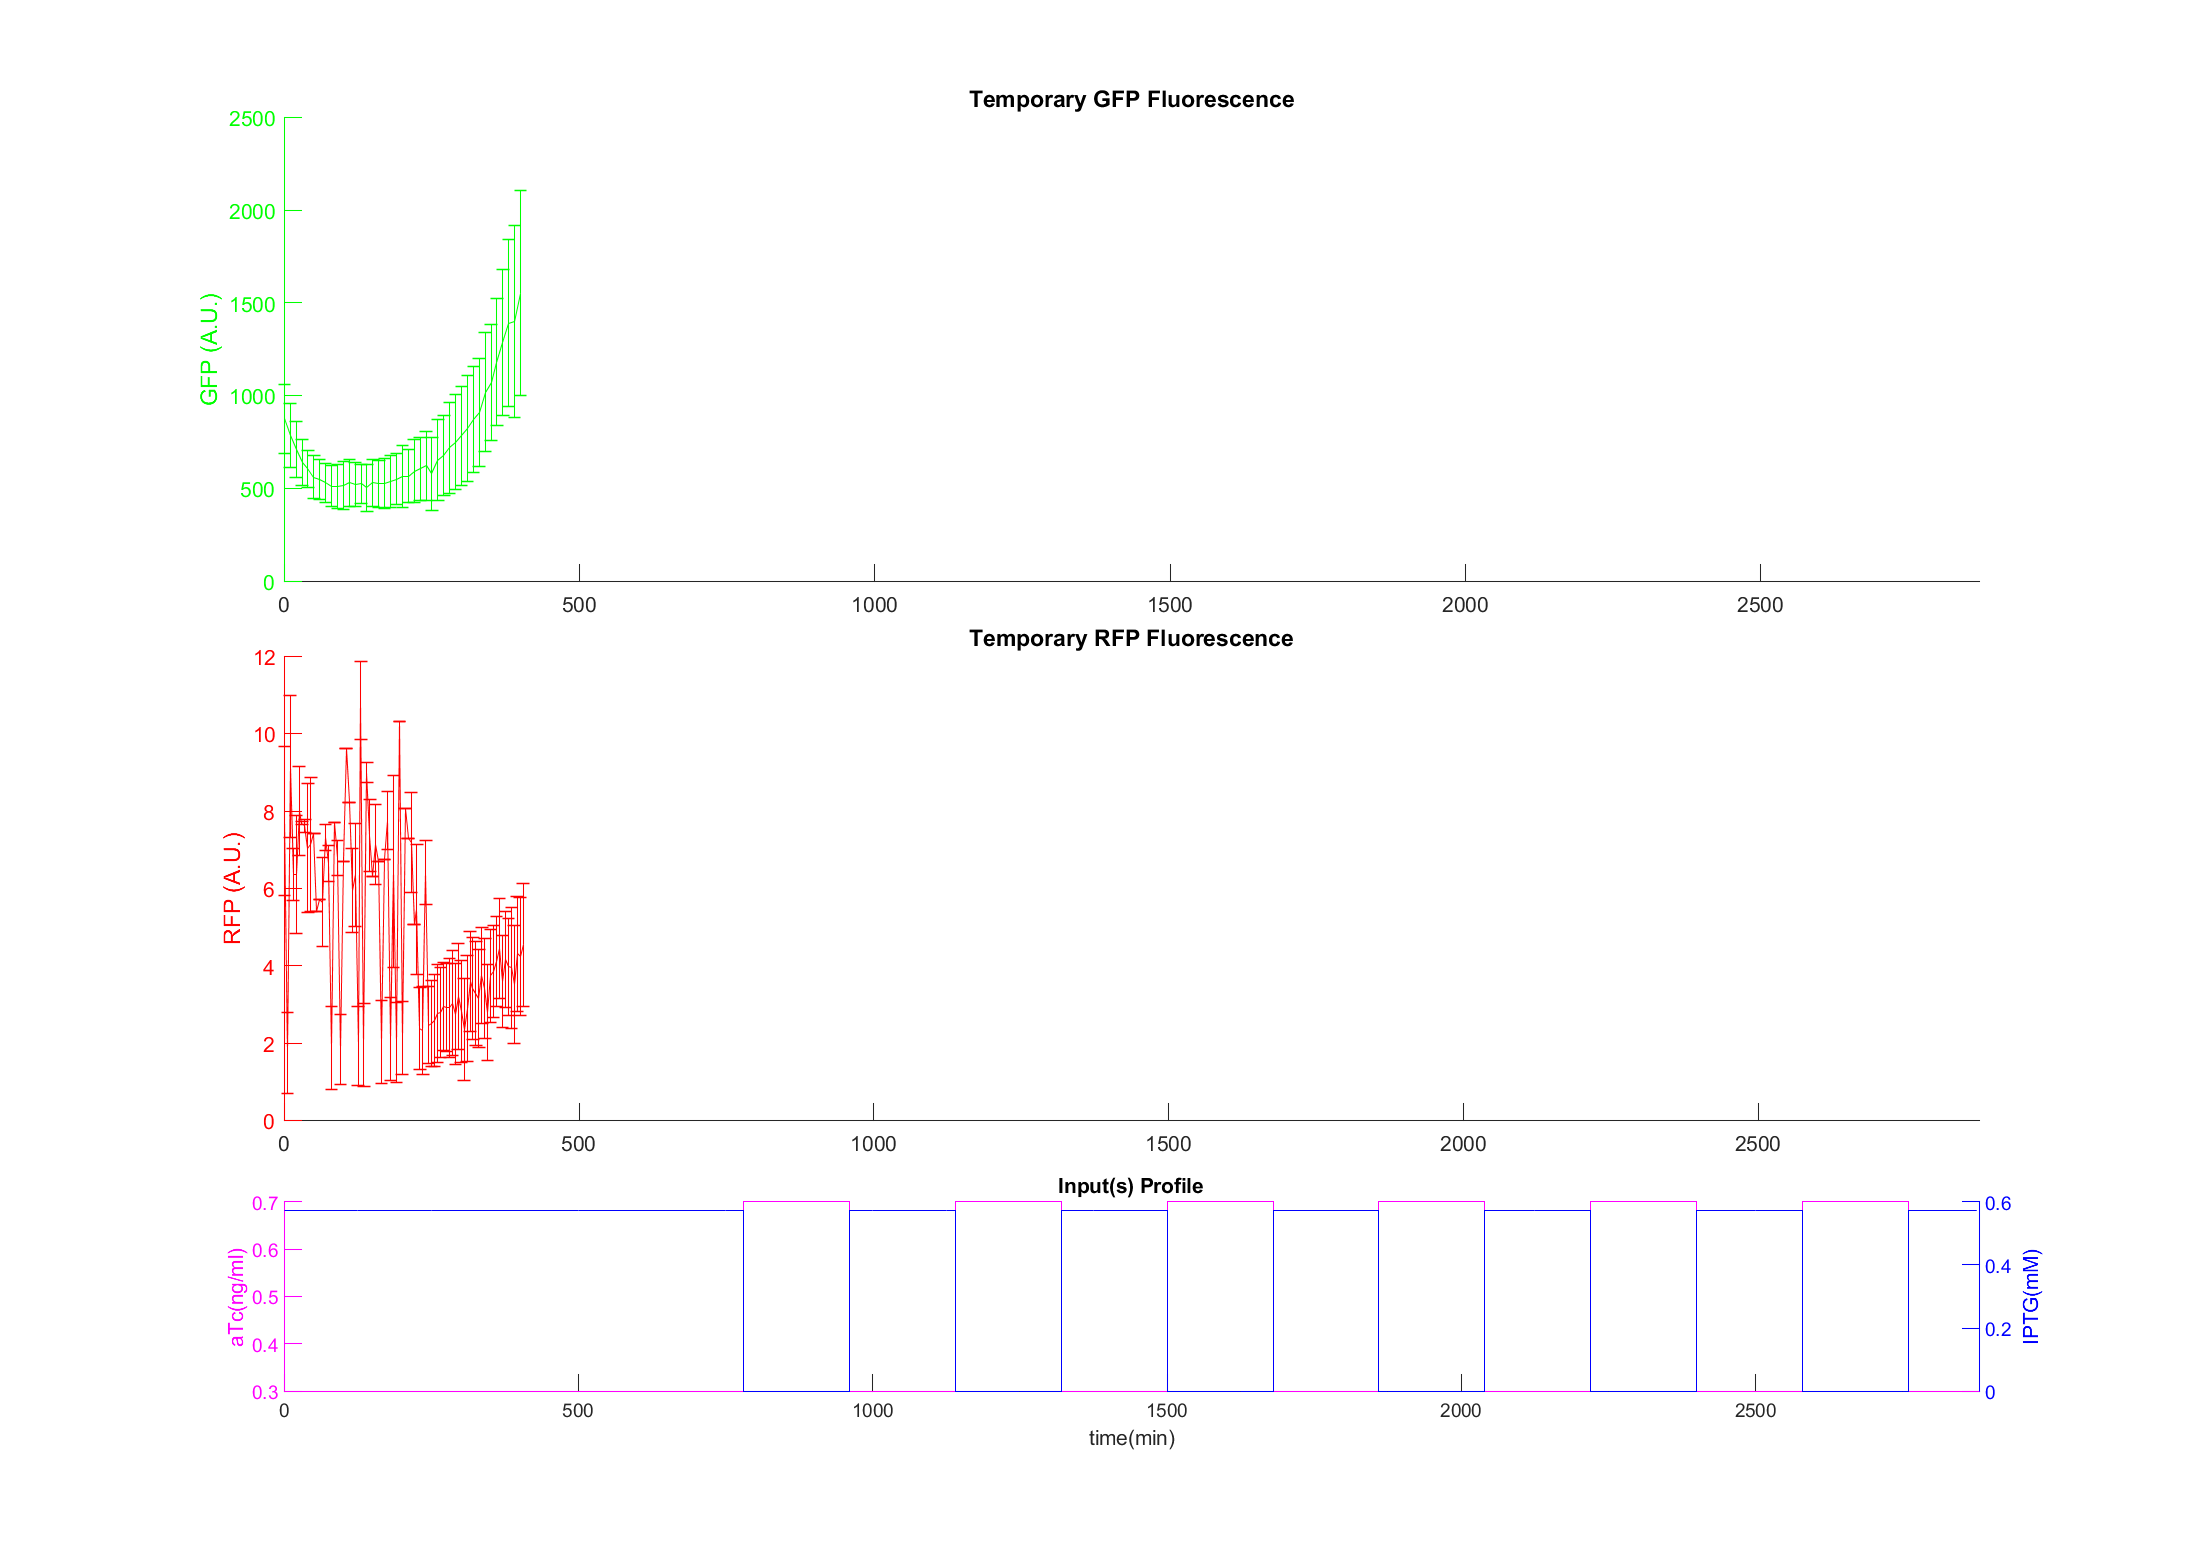 Temporary GFP Fluorescence
2500
2000
1500
1000
500
0
GFP (A.U.)
0 500 1000 1500 2000 2500
Temporary RFP Fluorescence
12
10
8
6
4
2
0
RFP (A.U.)
0 500 1000 1500 2000 2500
Input(s) Profile
0.7
0.6
0.5
0.4
0.3
aTc(ng/ml)
0.6
0.4
0.2
0
IPTG(mM)
0 500 1000 1500 2000 2500
time(min)